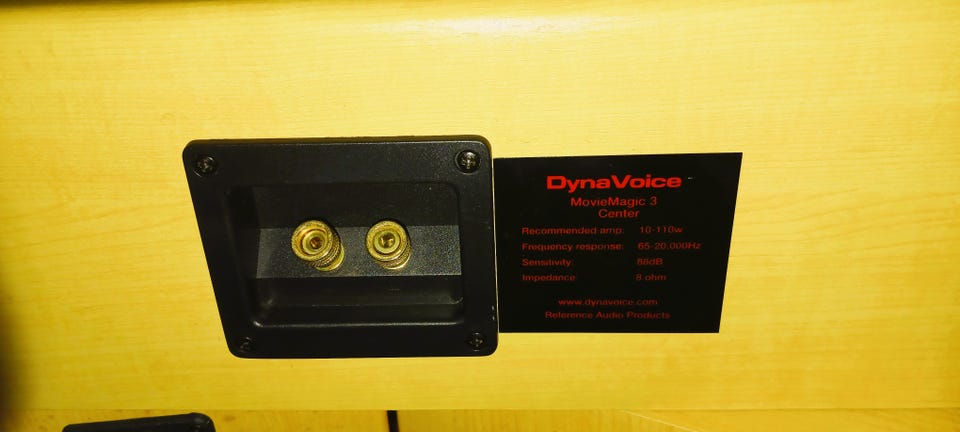 DynaVoice
MovieMagic 3
Center
Recommended amp: 10-110w
Frequency response: 65-20.000Hz
Sensitivity: 88dB
Impedance: 8 ohm
www.dynavoice.com
Reference Audio Products